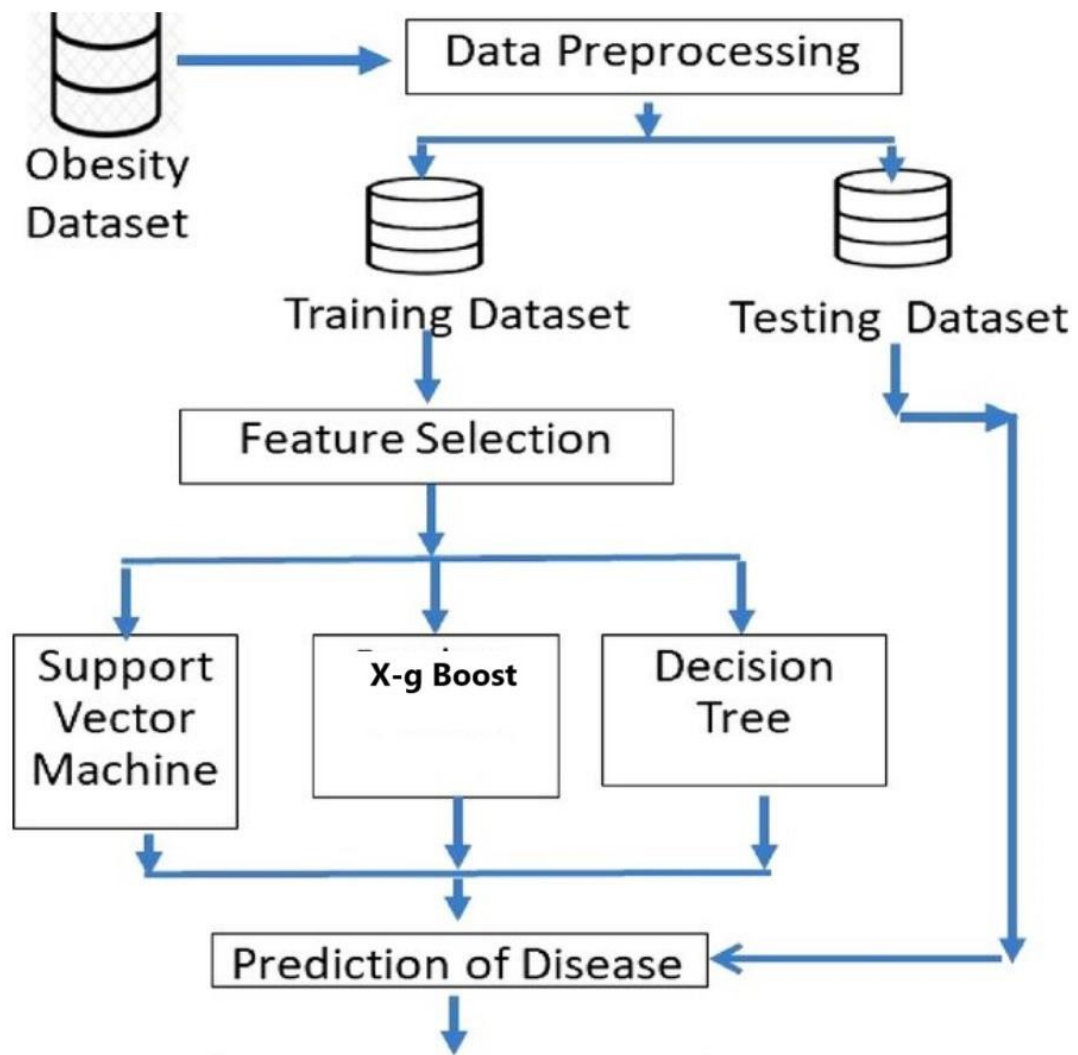 Data Preprocessing
Obesity
Dataset
Training Dataset
Testing Dataset
Feature Selection
Support
Vector
Machine
X-g Boost
Decision
Tree
Prediction of Disease